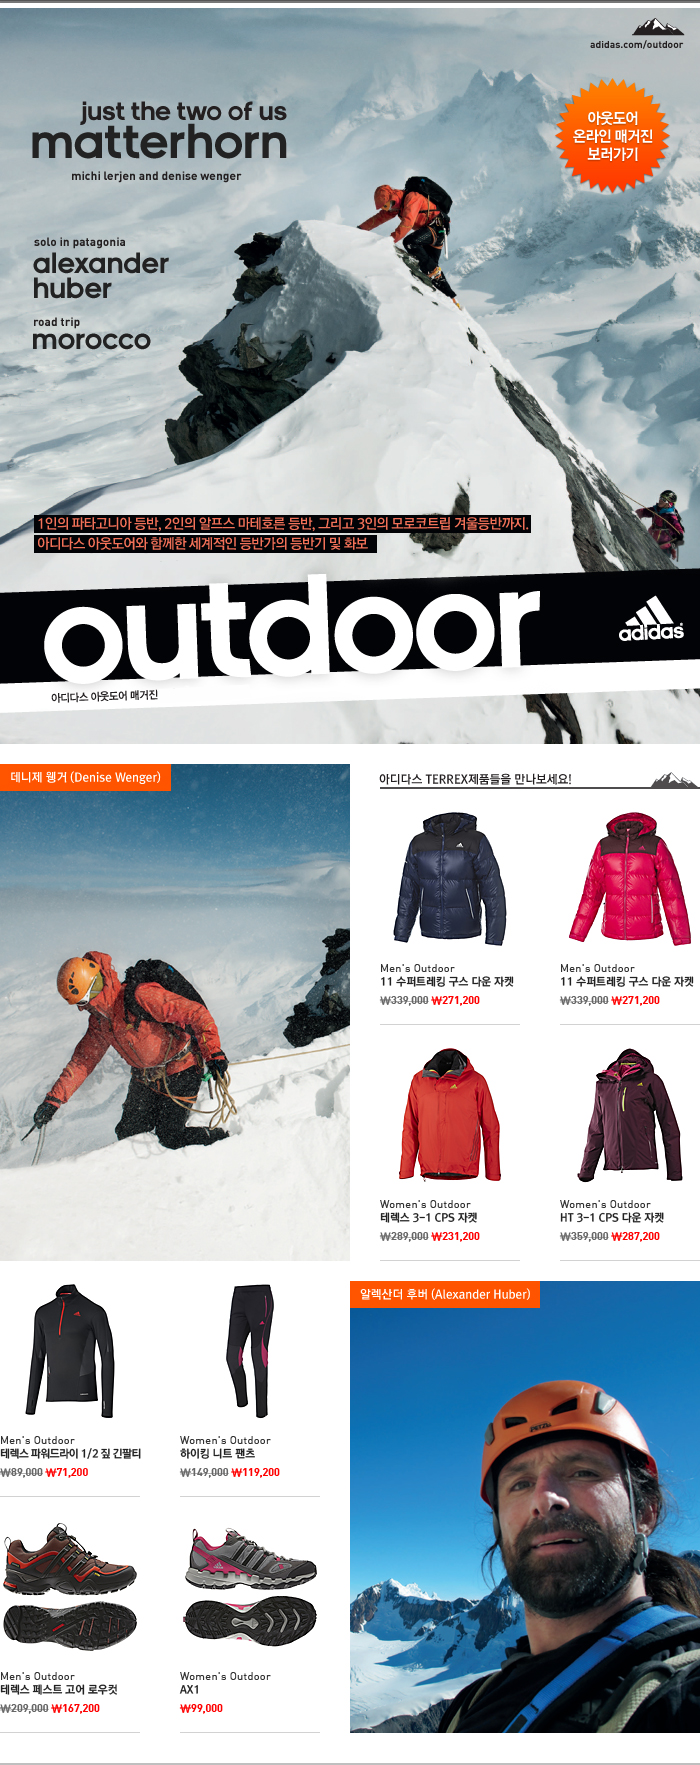 adidas.com/outdoor
just the two of us
matterhorn
michi lerjen and denise wenger
아웃도어
온라인 매거진
보러가기
solo in patagonia
alexander
huber
road trip
morocco
1인의 파타고니아 등반, 2인의 알프스 마테호른 등반, 그리고 3인의 모로코트립 겨울등반까지.
아디다스 아웃도어와 함께한 세계적인 등반가의 등반기 및 화보
outdoor
adidas
아디다스 아웃도어 매거진
데니제 웽거 (Denise Wenger)
아디다스 TERREX제품들을 만나보세요!
Men's Outdoor
11 수퍼트레킹 구스 다운 자켓
₩339,000 ₩271,200
Men's Outdoor
11 수퍼트레킹 구스 다운 자켓
₩339,000 ₩271,200
Women's Outdoor
테렉스 3-1 CPS 자켓
₩289,000 ₩231,200
Women's Outdoor
HT 3-1 CPS 다운 자켓
₩359,000 ₩287,200
Men's Outdoor
테렉스 파워드라이 1/2 짚 긴팔티
₩89,000 ₩71,200
Women's Outdoor
하이킹 니트 팬츠
₩149,000 ₩119,200
알렉산더 후버 (Alexander Huber)
PETZL
Men's Outdoor
테렉스 페스트 고어 로우컷
₩209,000 ₩167,200
Women's Outdoor
AX1
₩99,000